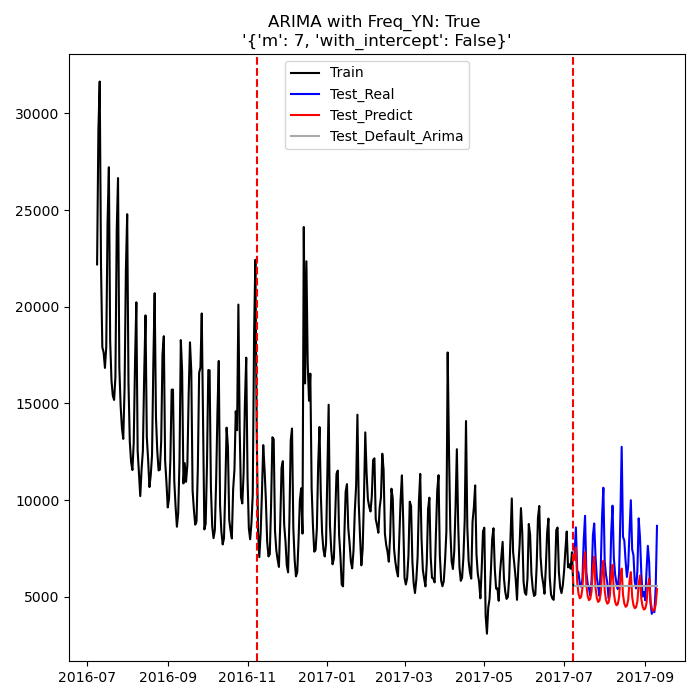 ARIMA with Freq_YN: True
'{'m': 7, 'with_intercept': False}'
Train
Test_Real
Test_Predict
Test_Default_Arima
30000
25000
20000
15000
10000
5000
2016-07 2016-09 2016-11 2017-01 2017-03 2017-05 2017-07 2017-09